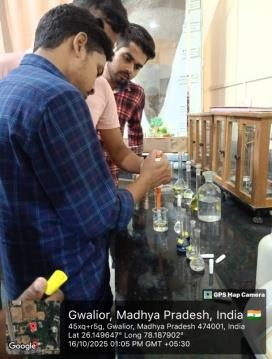 GPS Map Camera
Google
Gwalior, Madhya Pradesh, India 🇮🇳
45xq+r5g, Gwalior, Madhya Pradesh 474001, India
Lat 26.149647° Long 78.187902°
16/10/2025 01:05 PM GMT +05:30